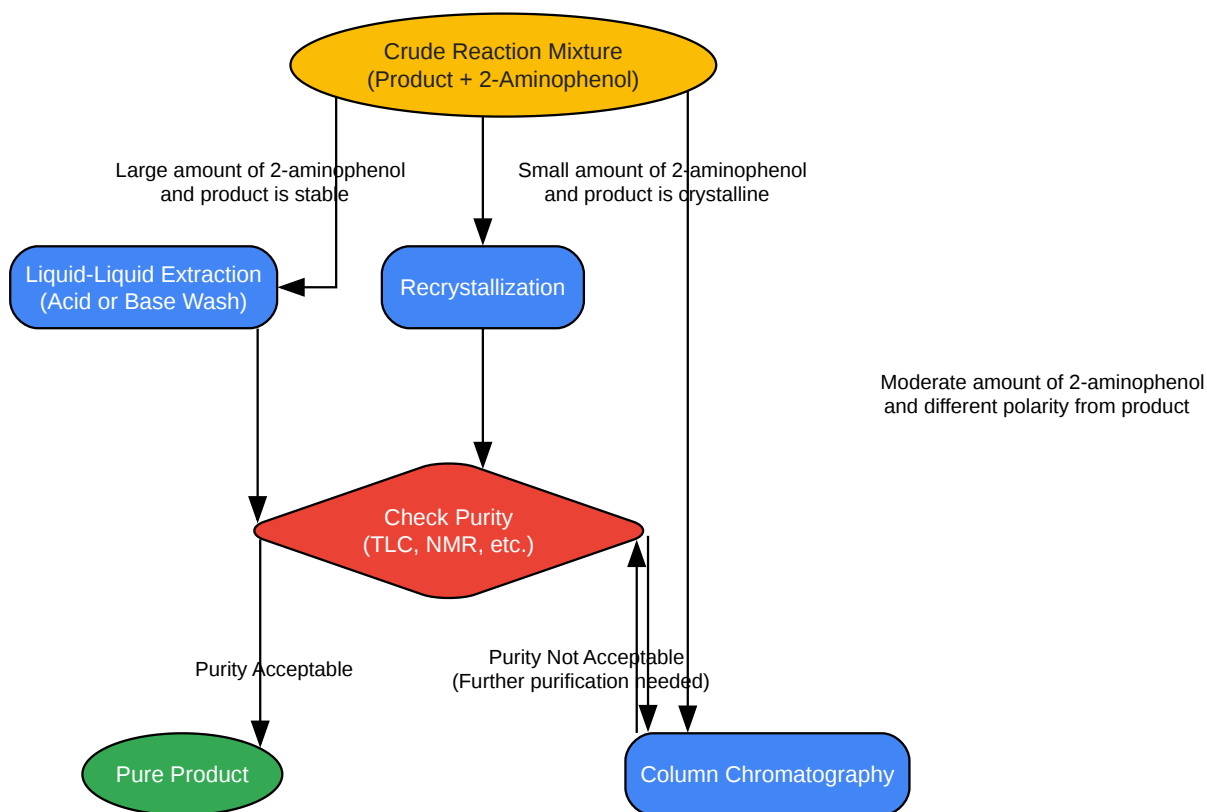 Crude Reaction Mixture
(Product + 2-Aminophenol)
Large amount of 2-aminophenol
and product is stable
Small amount of 2-aminophenol
and product is crystalline
Liquid-Liquid Extraction
(Acid or Base Wash)
Recrystallization
Moderate amount of 2-aminophenol
and different polarity from product
Check Purity
(TLC, NMR, etc.)
Purity Acceptable
Purity Not Acceptable
(Further purification needed)
Pure Product
Column Chromatography